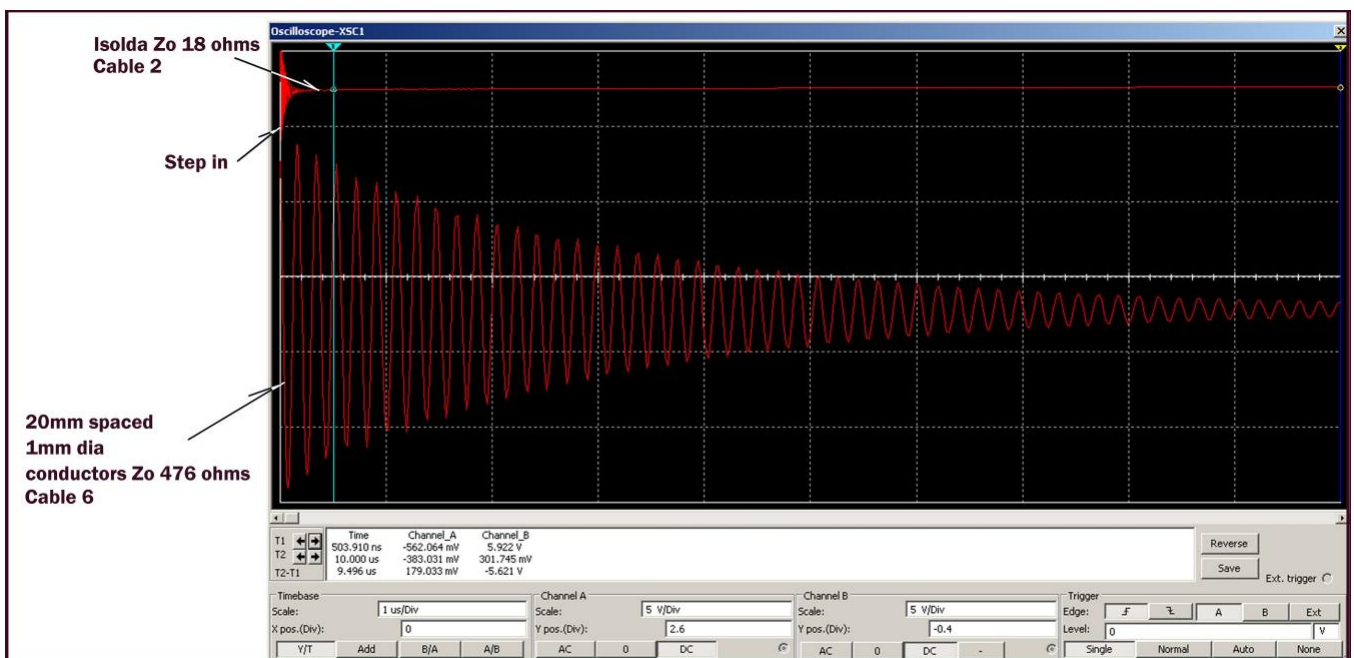 Oscilloscope-XSC1
Isolda Zo 18 ohms
Cable 2
Step in
20mm spaced
1mm dia
conductors Zo 476 ohms
Cable 6
T1
T2
T2-T1
Time Channel_A Channel_B
503.910 ns -562.064 mV 5.922 V
10.000 us -383.031 mV 301.745 mV
9.496 us 179.033 mV -5.621 V
Reverse
Save
Ext. trigger
Timebase
Scale: 1 us/Div
X pos.(Div): 0
Y/T Add B/A A/B
Channel A
Scale: 5 V/Div
Y pos.(Div): 2.6
AC 0 DC
Channel B
Scale: 5 V/Div
Y pos.(Div): -0.4
AC 0 DC -
Trigger
Edge: A B Ext
Level: 0 V
Single Normal Auto None